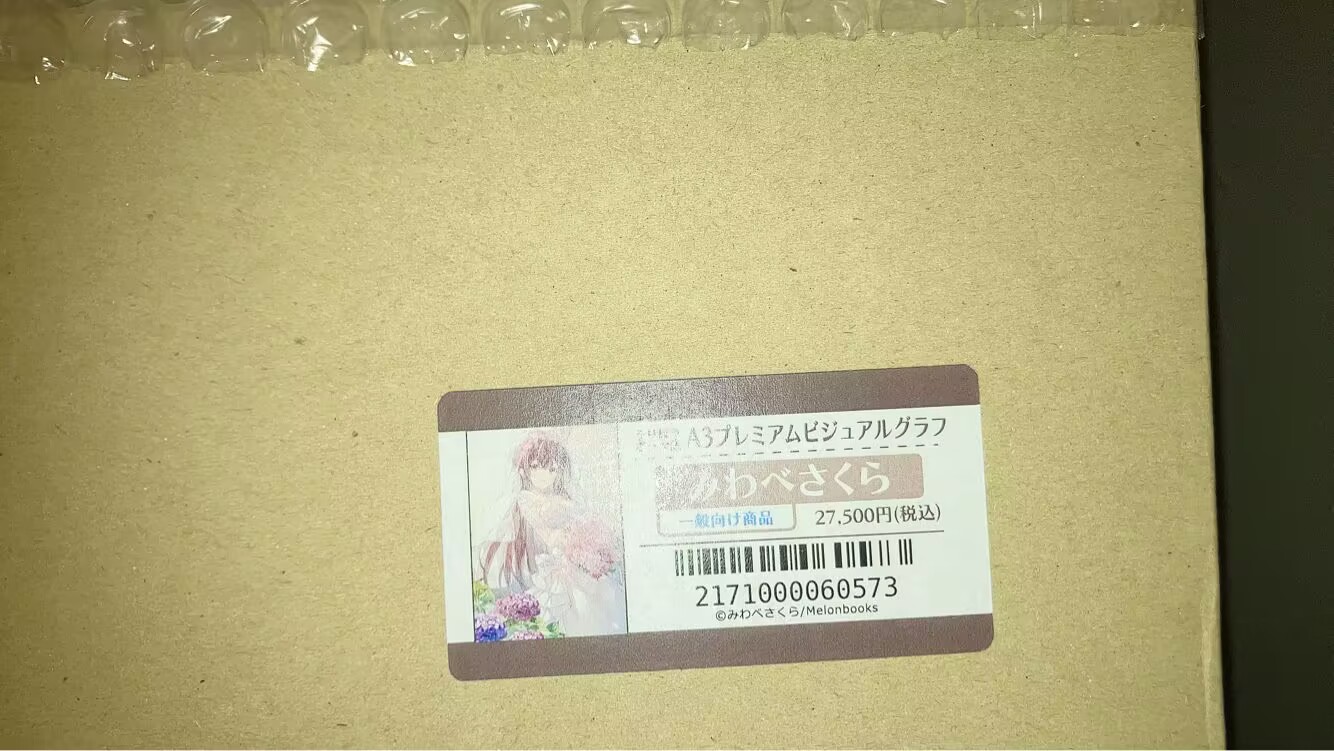 A3プレミアムビジュアルグラフ
みわべさくら
一般向け商品
27,500円(税込)
2171000060573
©みわべさくら/Melonbooks